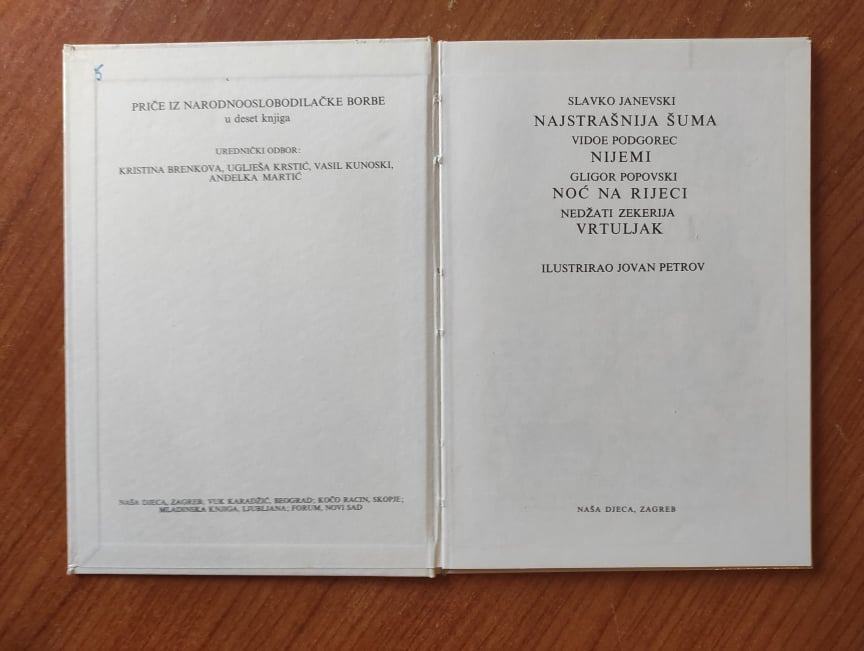 5
PRIČE IZ NARODNOOSLOBODILAČKE BORBE
u deset knjiga
UREDNIČKI ODBOR:
KRISTINA BRENKOVA, UGLJEŠA KRSTIĆ, VASIL KUNOSKI,
ANĐELKA MARTIĆ
NAŠA DJECA, ZAGREB; VUK KARADŽIĆ, BEOGRAD; KOČO RACIN, SKOPJE;
MLADINSKA KNJIGA, LJUBLJANA; FORUM, NOVI SAD
SLAVKO JANEVSKI
NAJSTRAŠNIJA ŠUMA
VIDOE PODGOREC
NIJEMI
GLIGOR POPOVSKI
NOĆ NA RIJECI
NEDŽATI ZEKERIJA
VRTULJAK
ILUSTRIRAO JOVAN PETROV
NAŠA DJECA, ZAGREB